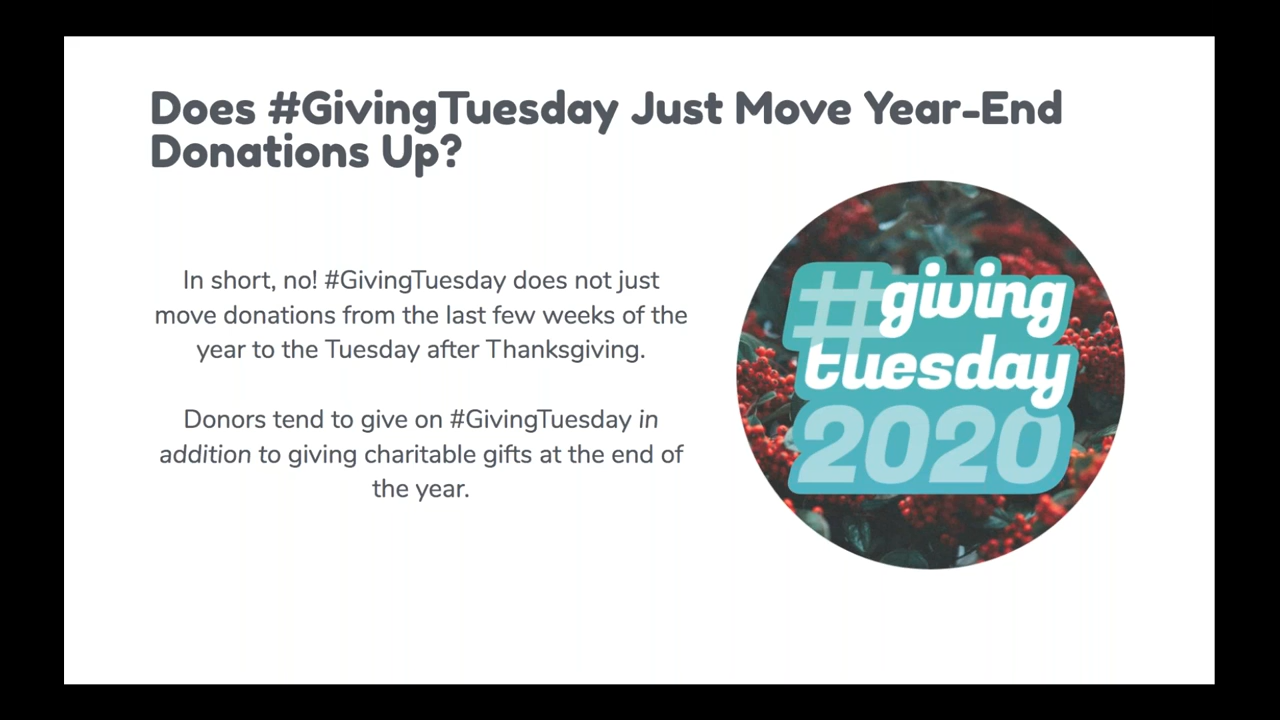 Does #GivingTuesday Just Move Year-End
Donations Up?
In short, no! #GivingTuesday does not just
move donations from the last few weeks of the
year to the Tuesday after Thanksgiving.
Donors tend to give on #GivingTuesday in
addition to giving charitable gifts at the end of
the year.
#giving
tuesday
2020